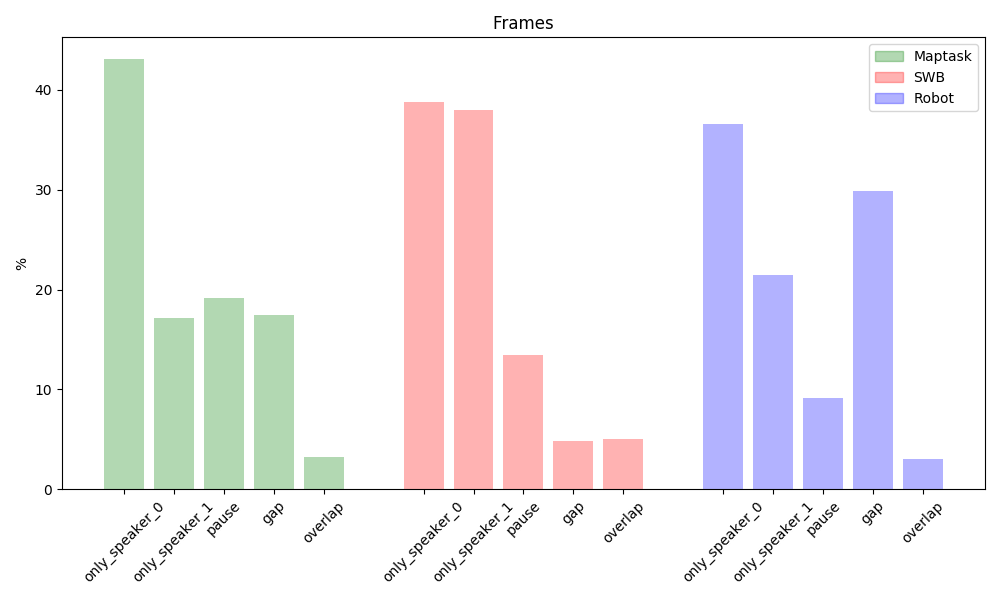 Frames
%
40
30
20
10
0
Maptask
SWB
Robot
only_speaker_0
only_speaker_1
pause
gap
overlap
only_speaker_0
only_speaker_1
pause
gap
overlap
only_speaker_0
only_speaker_1
pause
gap
overlap